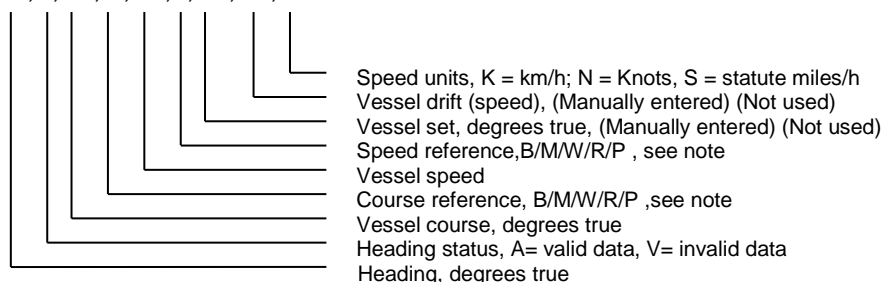 Speed units, K = km/h; N = Knots, S = statute miles/h
Vessel drift (speed), (Manually entered) (Not used)
Vessel set, degrees true, (Manually entered) (Not used)
Speed reference,B/M/W/R/P , see note
Vessel speed
Course reference, B/M/W/R/P ,see note
Vessel course, degrees true
Heading status, A= valid data, V= invalid data
Heading, degrees true